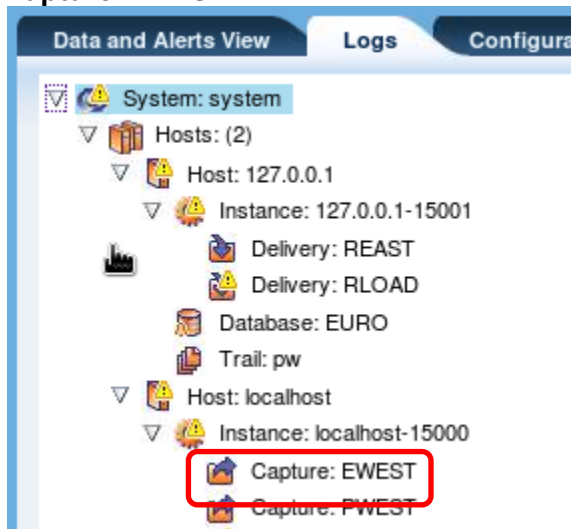 Data and Alerts View Logs Configura
System: system
Hosts: (2)
Host: 127.0.0.1
Instance: 127.0.0.1-15001
Delivery: REAST
Delivery: RLOAD
Database: EURO
Trail: pw
Host: localhost
Instance: localhost-15000
Capture: EWEST
Capture: PWEST